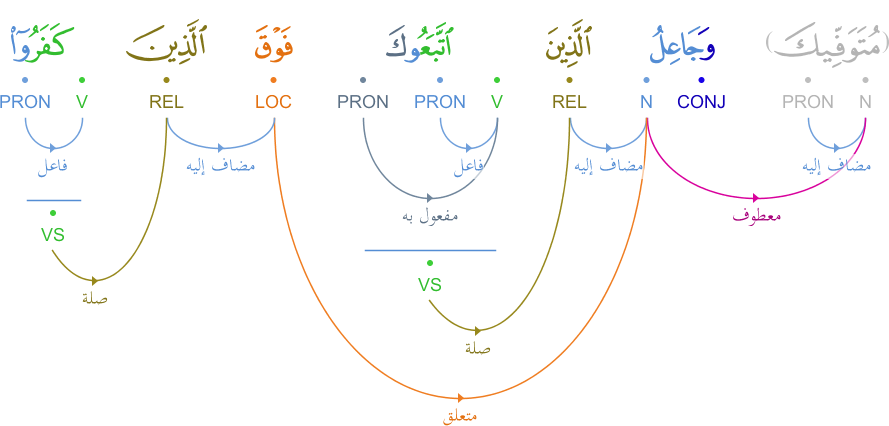 (مُتَوَفِّيكَ) وَجَاعِلُ ٱلَّذِينَ ٱتَّبَعُوكَ فَوْقَ ٱلَّذِينَ كَفَرُوٓا۟
N PRON CONJ N REL V PRON PRON LOC REL V PRON
مضاف إليه مضاف إليه فاعل مضاف إليه فاعل
معطوف مفعول به
VS
VS
صلة
صلة
متعلق